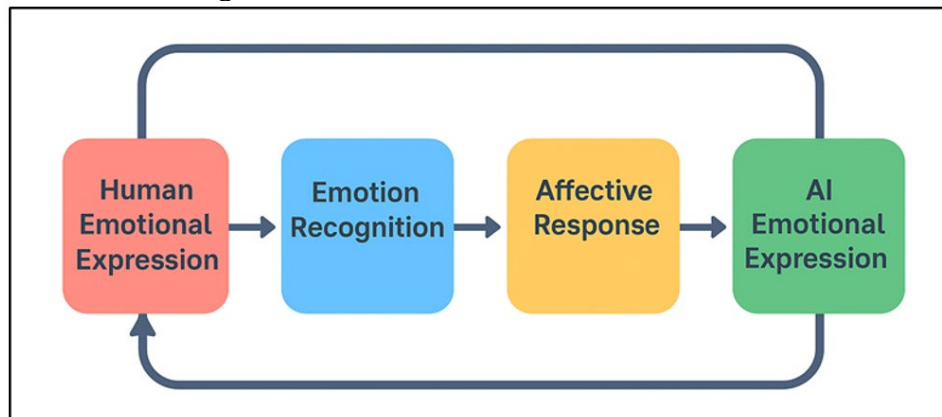 Human
Emotional
Expression
Emotion
Recognition
Affective
Response
AI
Emotional
Expression